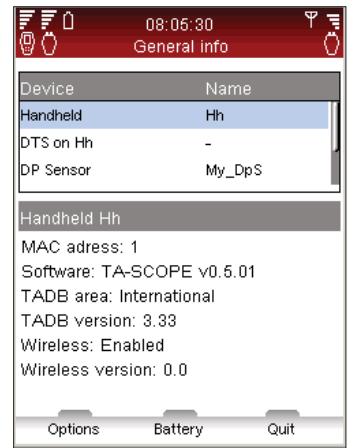 08:05:30
General info
Device Name
Handheld Hh
DTS on Hh -
DP Sensor My_DpS
Handheld Hh
MAC adress: 1
Software: TA-SCOPE v0.5.01
TADB area: International
TADB version: 3.33
Wireless: Enabled
Wireless version: 0.0
Options Battery Quit